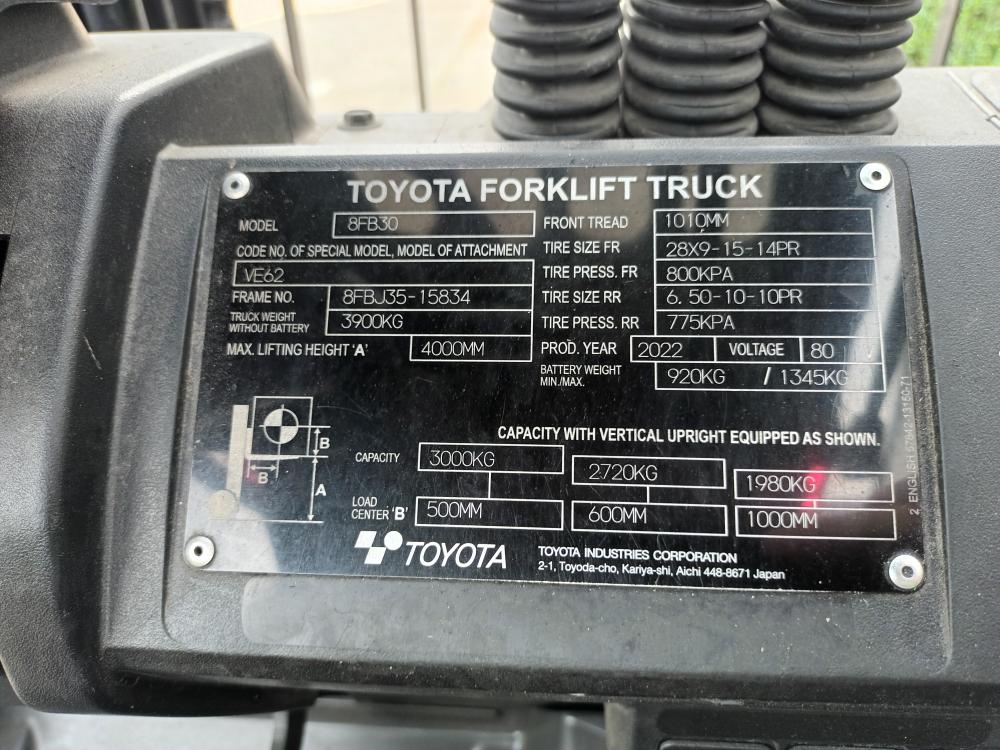 TOYOTA FORKLIFT TRUCK
MODEL 8FB30 FRONT TREAD 1010MM
CODE NO. OF SPECIAL MODEL, MODEL OF ATTACHMENT TIRE SIZE FR 28X9-15-14PR
VE62 TIRE PRESS. FR 800KPA
FRAME NO. 8FBJ35-15834 TIRE SIZE RR 6.50-10-10PR
TRUCK WEIGHT WITHOUT BATTERY 3900KG TIRE PRESS. RR 775KPA
MAX. LIFTING HEIGHT 'A' 4000MM PROD. YEAR 2022 VOLTAGE 80 V
BATTERY WEIGHT MIN./MAX. 920KG / 1345KG
CAPACITY WITH VERTICAL UPRIGHT EQUIPPED AS SHOWN.
B
B
A
CAPACITY 3000KG 2720KG 1980KG
LOAD CENTER 'B' 500MM 600MM 1000MM
TOYOTA TOYOTA INDUSTRIES CORPORATION
2-1, Toyoda-cho, Kariya-shi, Aichi 448-8671 Japan